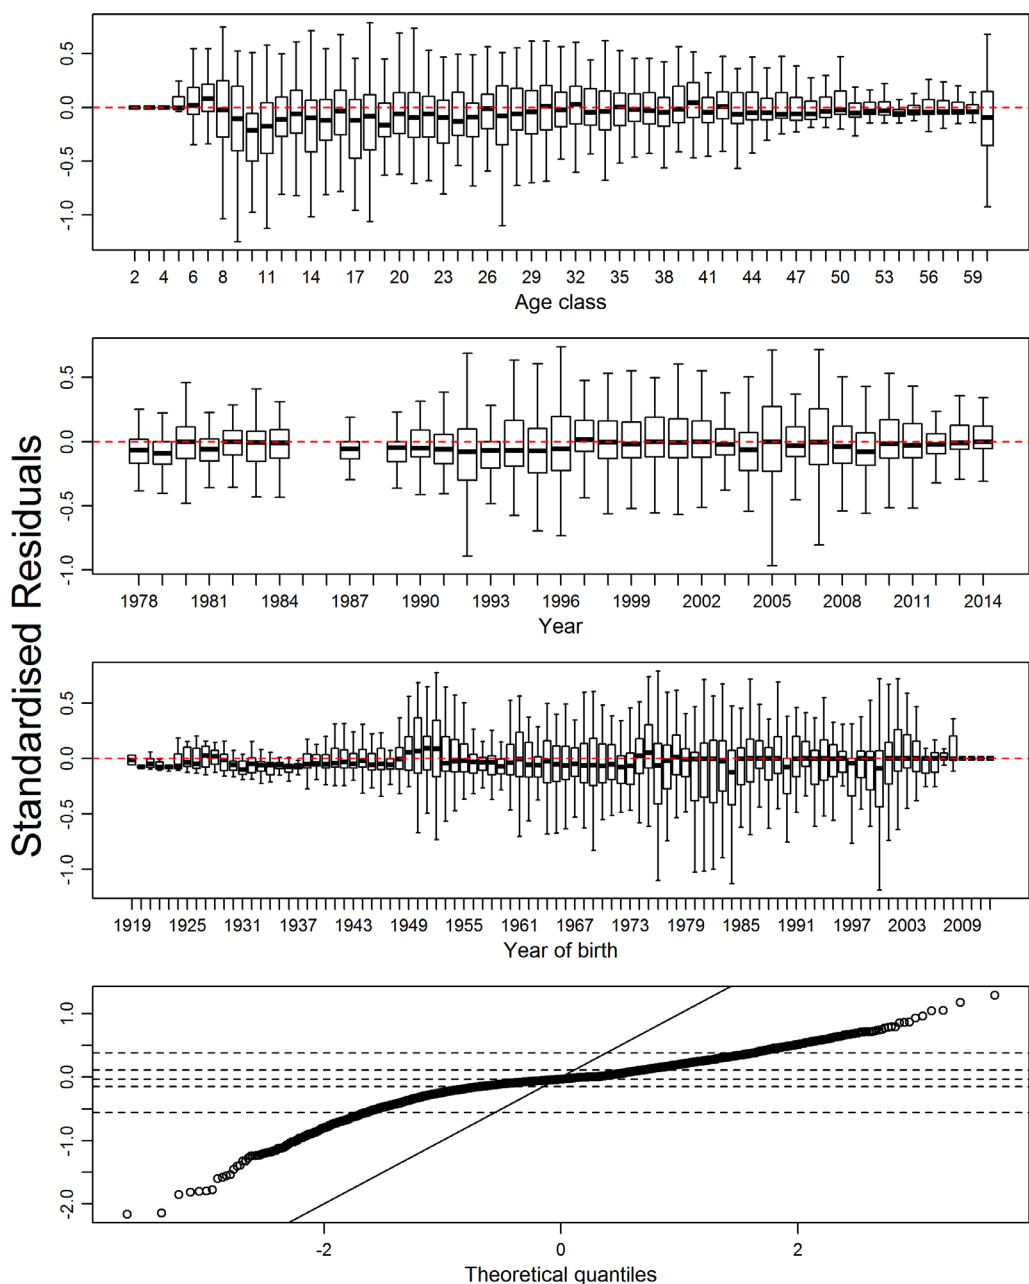 Standardised Residuals
0.5
0.0
-0.5
-1.0
2 4 6 8 11 14 17 20 23 26 29 32 35 38 41 44 47 50 53 56 59
Age class
0.5
0.0
-0.5
-1.0
1978 1981 1984 1987 1990 1993 1996 1999 2002 2005 2008 2011 2014
Year
0.5
0.0
-0.5
-1.0
1919 1925 1931 1937 1943 1949 1955 1961 1967 1973 1979 1985 1991 1997 2003 2009
Year of birth
1.0
0.0
-1.0
-2.0
-2 0 2
Theoretical quantiles